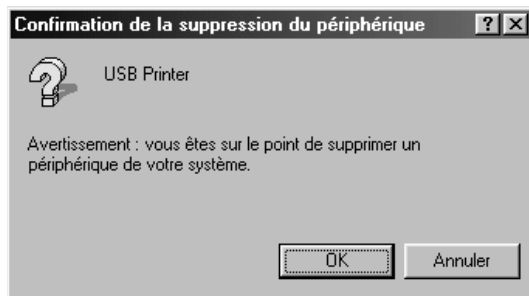 Confirmation de la suppression du périphérique
USB Printer
Avertissement : vous êtes sur le point de supprimer un
périphérique de votre système.
OK
Annuler